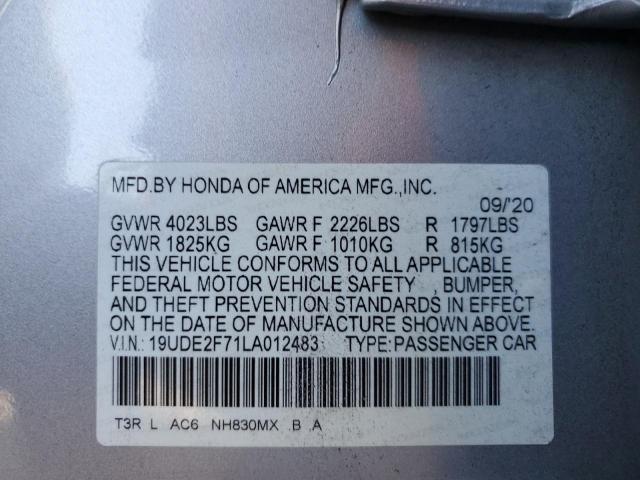 MFD.BY HONDA OF AMERICA MFG.,INC.
09/'20
GVWR 4023LBS GAWR F 2226LBS R 1797LBS
GVWR 1825KG GAWR F 1010KG R 815KG
THIS VEHICLE CONFORMS TO ALL APPLICABLE
FEDERAL MOTOR VEHICLE SAFETY , BUMPER,
AND THEFT PREVENTION STANDARDS IN EFFECT
ON THE DATE OF MANUFACTURE SHOWN ABOVE.
V.I.N.: 19UDE2F71LA012483 TYPE:PASSENGER CAR
T3R L AC6 NH830MX B A